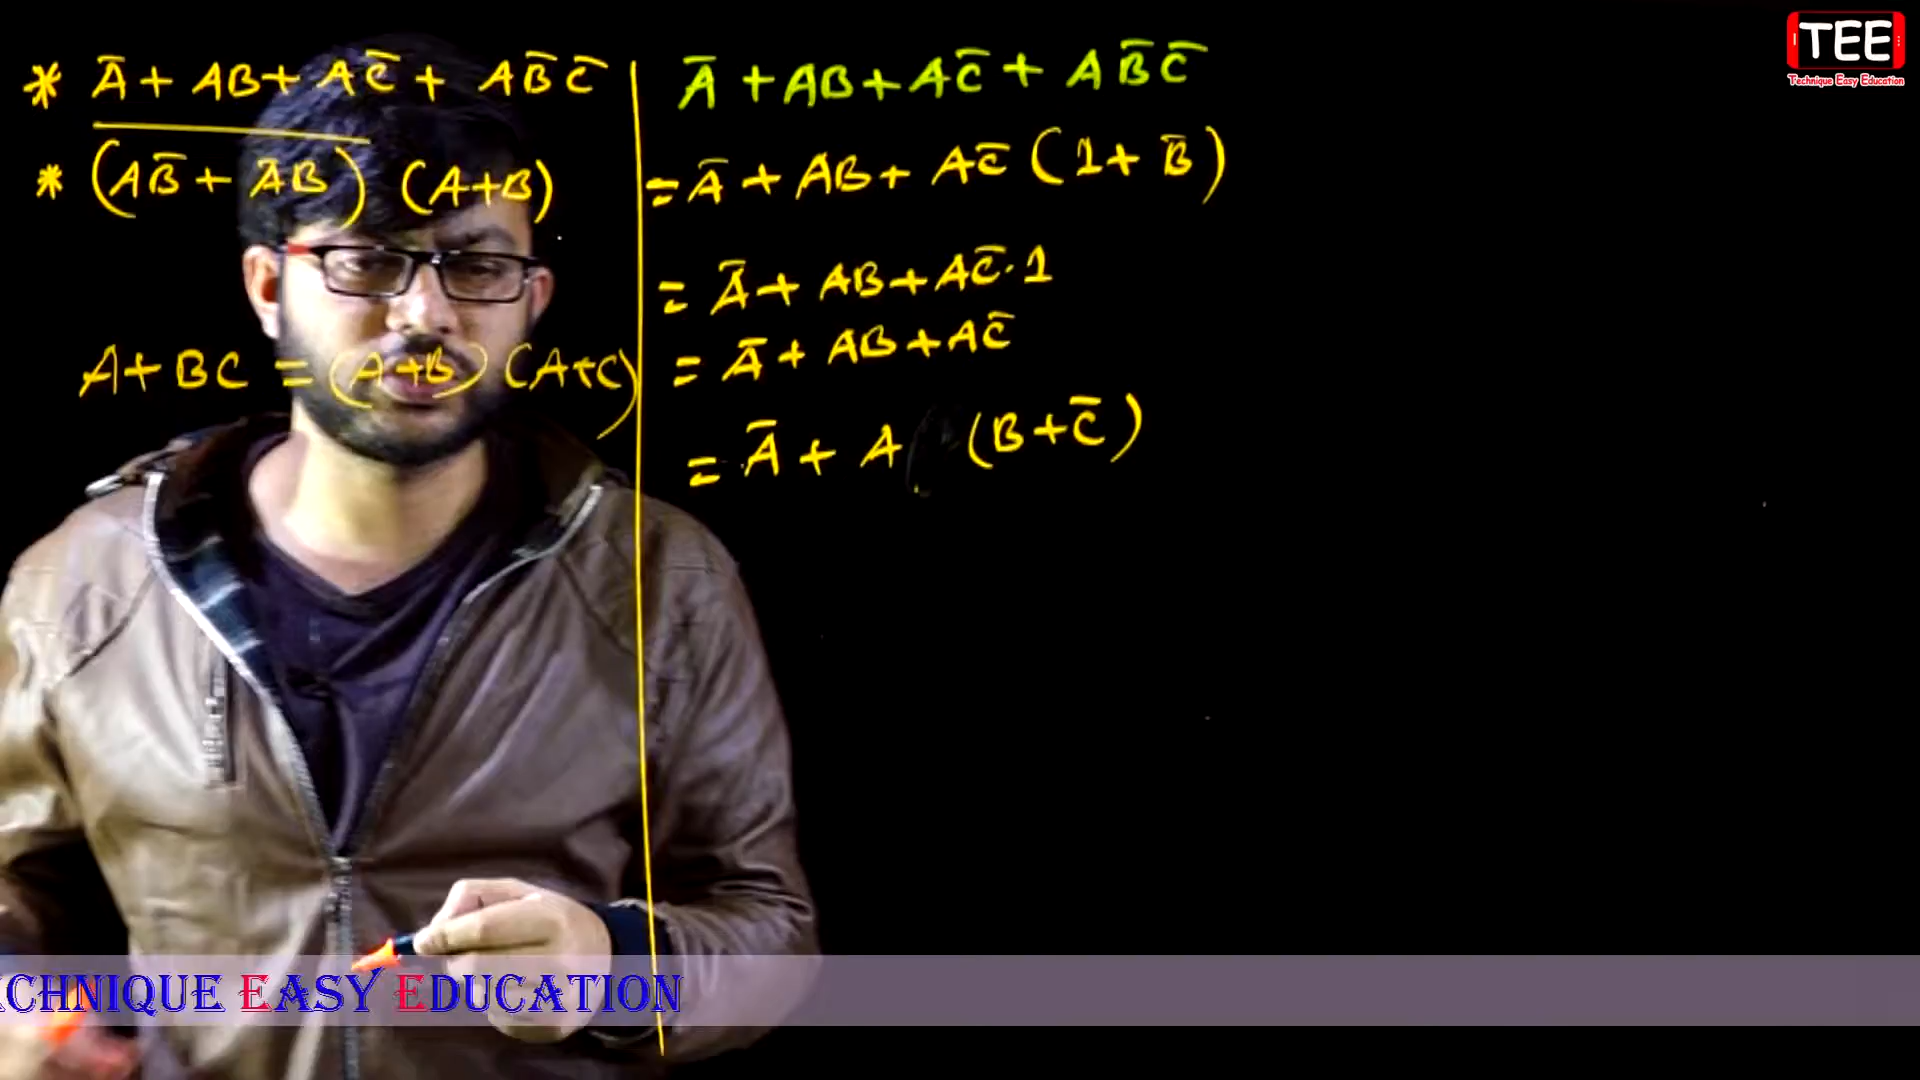 * A̅ + AB + AC̅ + AB̅C̅
* \overline{(AB̅ + A̅B)} (A+B)
A + BC = (A+B) (A+C)
A̅ + AB + AC̅ + AB̅C̅
= A̅ + AB + AC̅ (1 + B̅)
= A̅ + AB + AC̅ · 1
= A̅ + AB + AC̅
= A̅ + A (B + C̅)
TEE
Technique Easy Education
CHNIQUE EASY EDUCATION